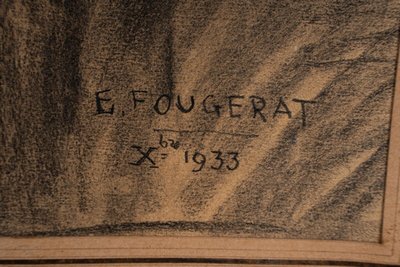 E. FOUGERAT
Xbre 1933